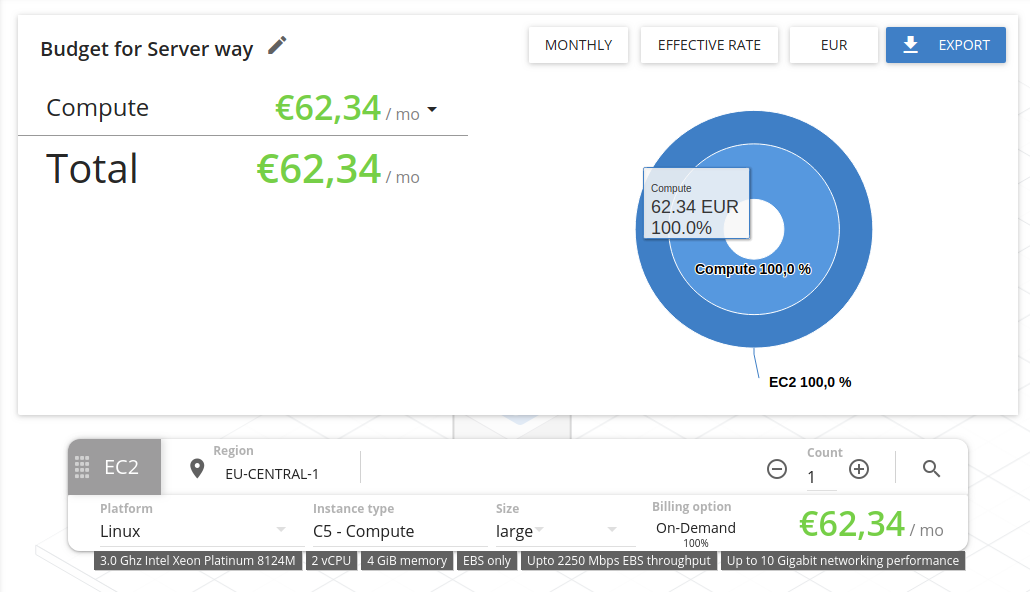 Budget for Server way
MONTHLY
EFFECTIVE RATE
EUR
EXPORT
Compute €62,34 / mo
Total €62,34 / mo
Compute
62.34 EUR
100.0%
Compute 100,0 %
EC2 100,0 %
EC2
Region
EU-CENTRAL-1
Count
1
Platform
Linux
Instance type
C5 - Compute
Size
large
Billing option
On-Demand
100%
€62,34 / mo
3.0 Ghz Intel Xeon Platinum 8124M
2 vCPU
4 GiB memory
EBS only
Upto 2250 Mbps EBS throughput
Up to 10 Gigabit networking performance